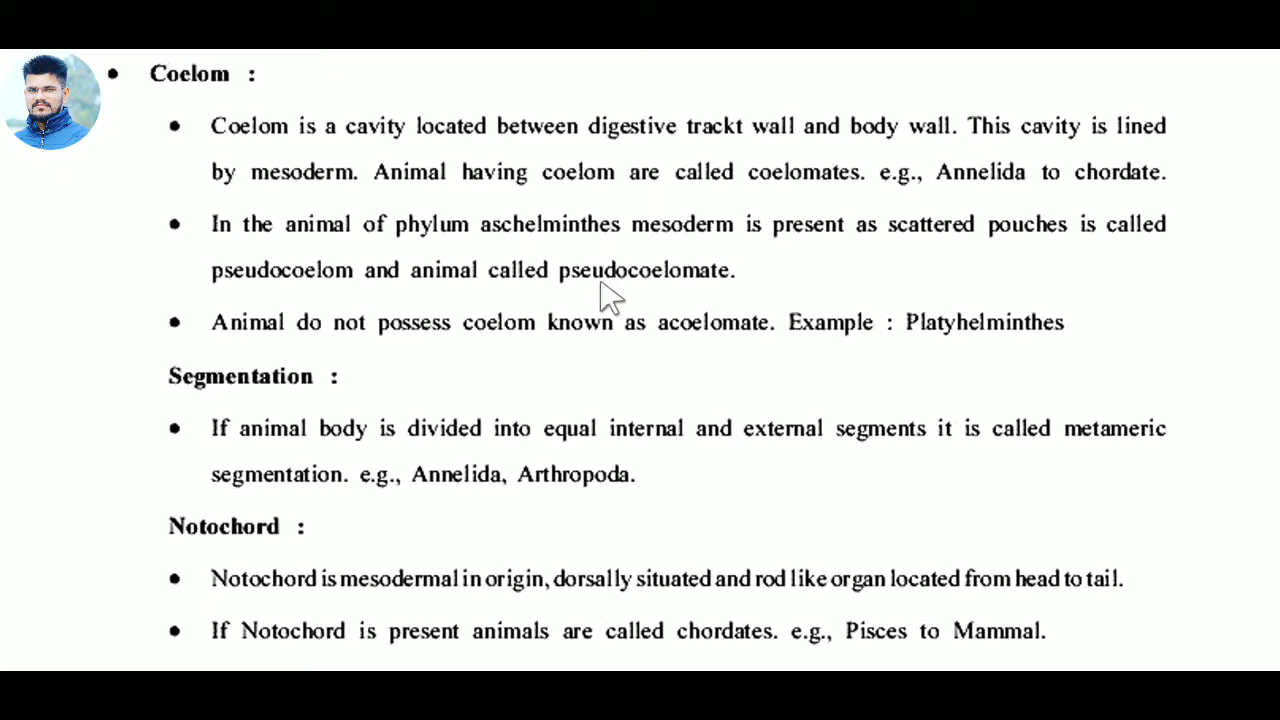 • Coelom :
• Coelom is a cavity located between digestive trackt wall and body wall. This cavity is lined
by mesoderm. Animal having coelom are called coelomates. e.g., Annelida to chordate.
• In the animal of phylum aschelminthes mesoderm is present as scattered pouches is called
pseudocoelom and animal called pseudocoelomate.
• Animal do not possess coelom known as acoelomate. Example : Platyhelminthes
Segmentation :
• If animal body is divided into equal internal and external segments it is called metameric
segmentation. e.g., Annelida, Arthropoda.
Notochord :
• Notochord is mesodermal in origin, dorsally situated and rod like organ located from head to tail.
• If Notochord is present animals are called chordates. e.g., Pisces to Mammal.